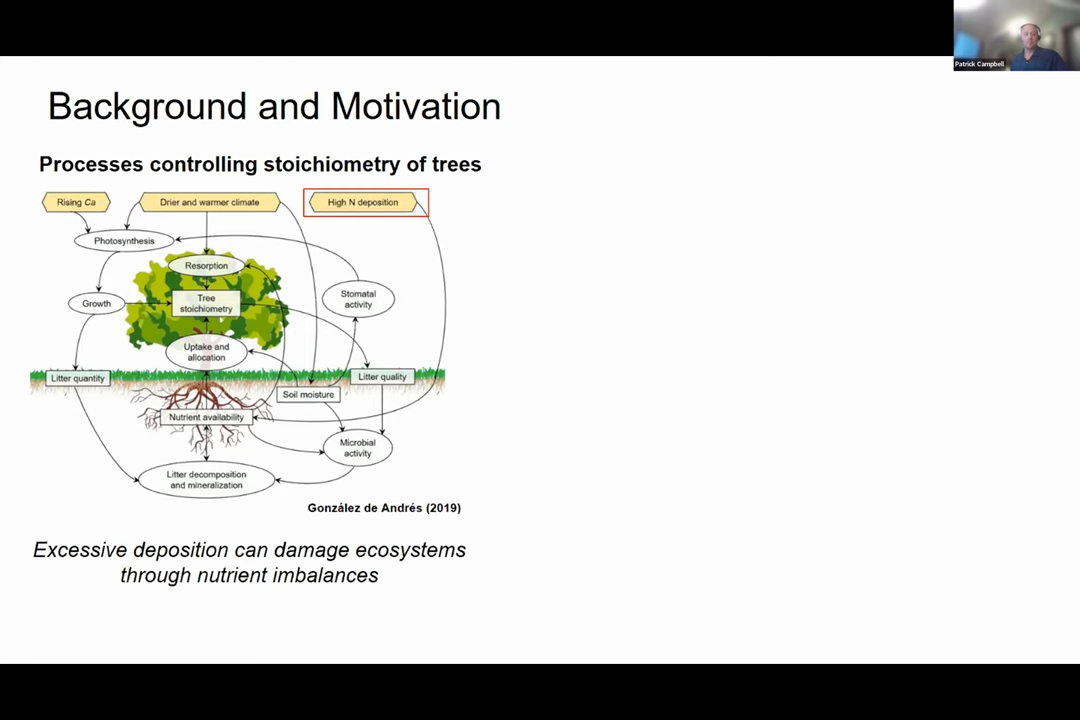 Patrick Campbell
Background and Motivation
Processes controlling stoichiometry of trees
Rising Ca
Drier and warmer climate
High N deposition
Photosynthesis
Resorption
Growth
Tree
stoichiometry
Stomatal
activity
Uptake and
allocation
Litter quantity
Litter quality
Soil moisture
Nutrient availability
Microbial
activity
Litter decomposition
and mineralization
González de Andrés (2019)
Excessive deposition can damage ecosystems
through nutrient imbalances